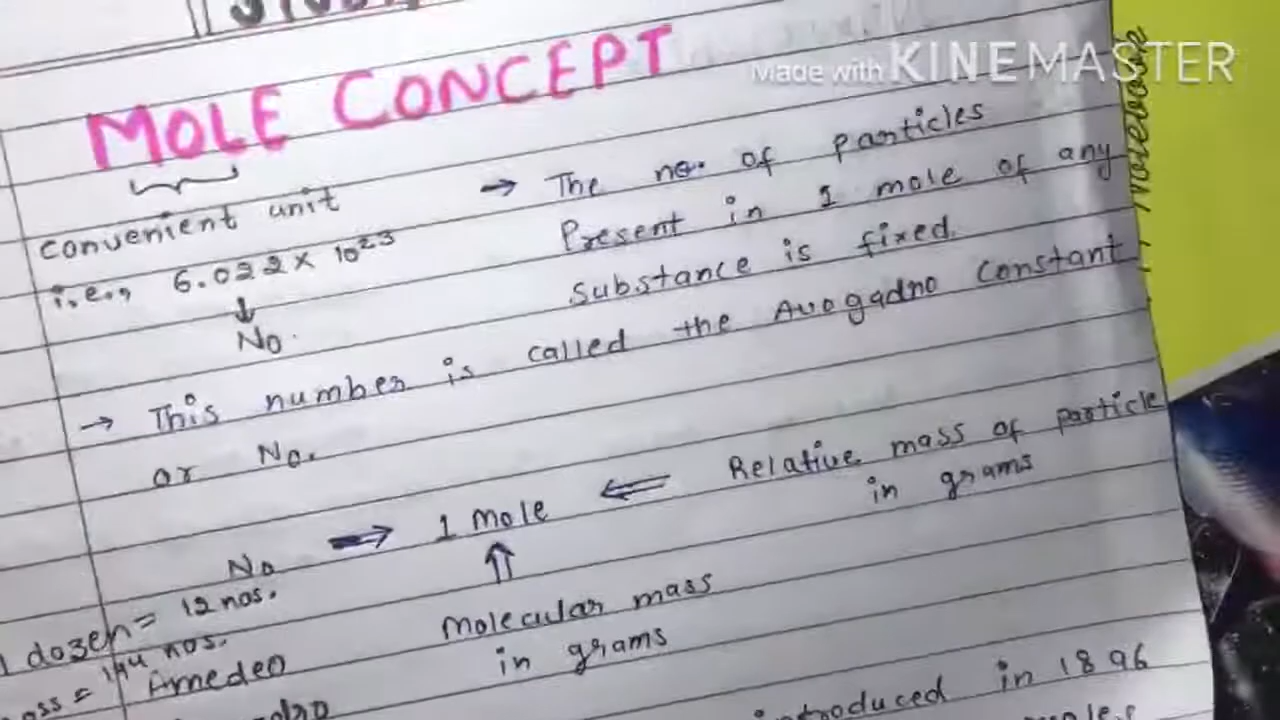 Made with KINEMASTER
Notebook
MOLE CONCEPT
convenient unit
i.e., 6.022 x 10²³
↓
No.
→ The no. of particles
Present in 1 mole of any
substance is fixed.
→ This number is called the Avogadro Constant
or No.
No ⇒ 1 mole ⇐ Relative mass of particle
in grams
⇑
Molecular mass
in grams
1 dozen = 12 nos.
= 144 nos.
Amedeo
introduced in 1896